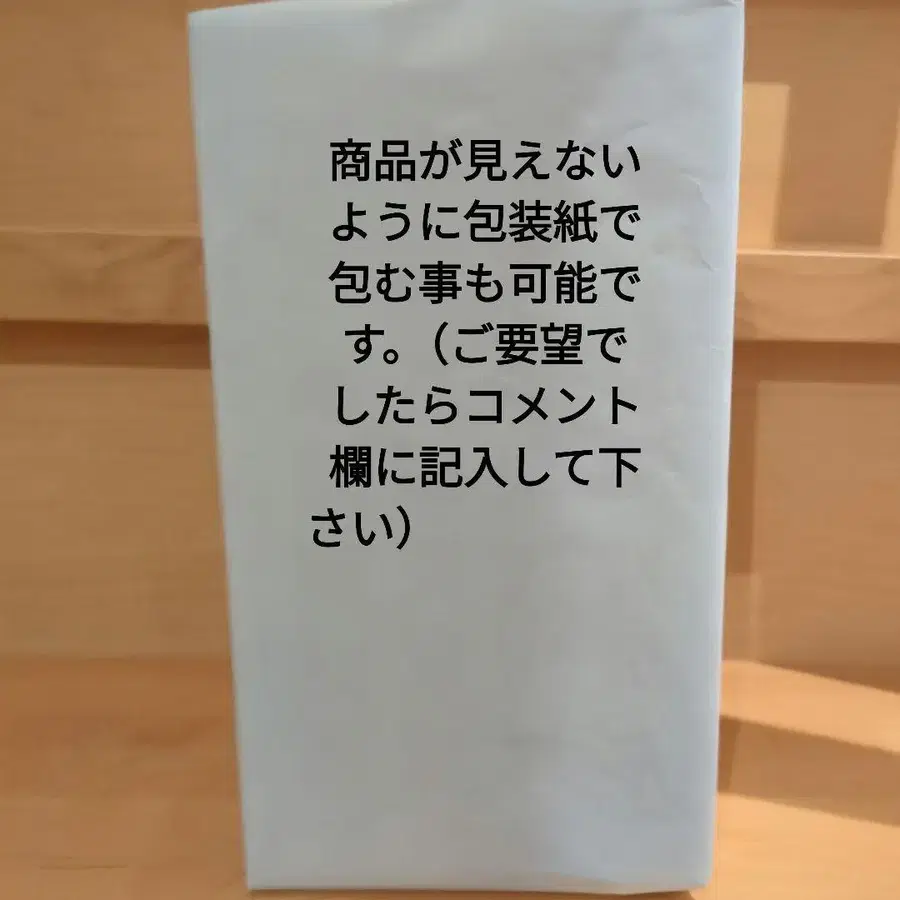 商品が見えない
ように包装紙で
包む事も可能で
す。（ご要望で
したらコメント
欄に記入して下
さい）